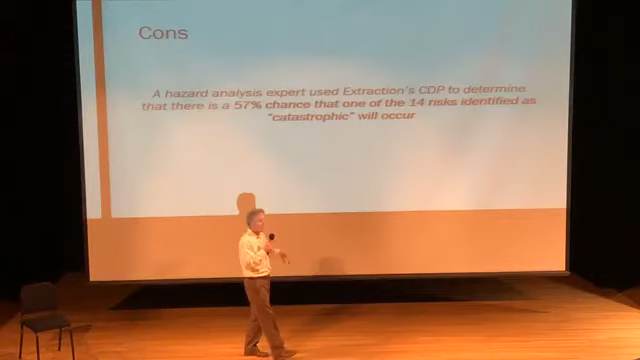 Cons
A hazard analysis expert used Extraction's CDP to determine
that there is a 57% chance that one of the 14 risks identified as
"catastrophic" will occur